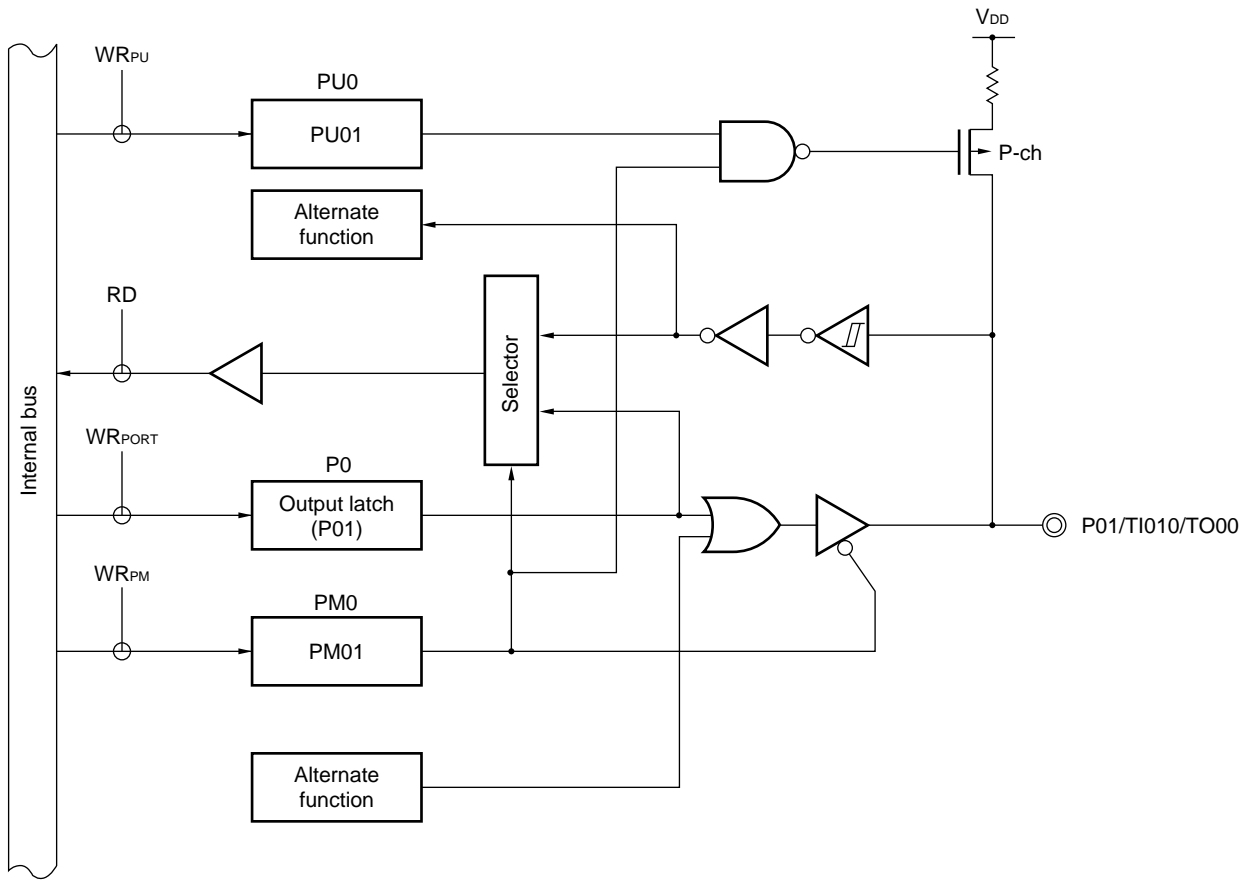 VDD
WRPU
PU0
PU01
P-ch
Alternate
function
RD
Selector
Internal bus
WRPORT
P0
Output latch
(P01)
P01/TI010/TO00
WRPM
PM0
PM01
Alternate
function